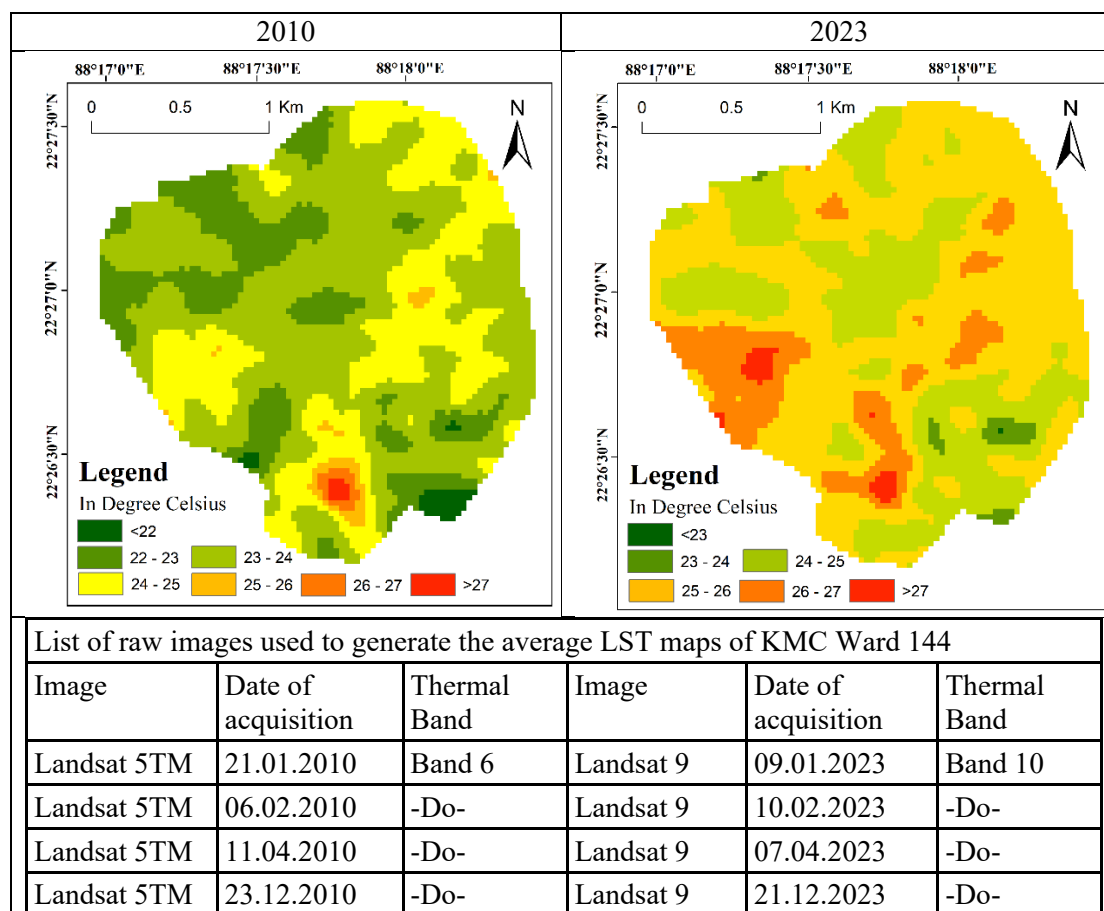 2010 2023
88°17'0"E 88°17'30"E 88°18'0"E 88°17'0"E 88°17'30"E 88°18'0"E
0 0.5 1 Km N 0 0.5 1 Km N
22°27'30"N 22°27'30"N
22°27'0"N 22°27'0"N
22°26'30"N 22°26'30"N
Legend Legend
In Degree Celsius In Degree Celsius
<22 <23
22 - 23 23 - 24 23 - 24 24 - 25
24 - 25 25 - 26 26 - 27 >27 25 - 26 26 - 27 >27
List of raw images used to generate the average LST maps of KMC Ward 144
Image Date of acquisition Thermal Band Image Date of acquisition Thermal Band
Landsat 5TM 21.01.2010 Band 6 Landsat 9 09.01.2023 Band 10
Landsat 5TM 06.02.2010 -Do- Landsat 9 10.02.2023 -Do-
Landsat 5TM 11.04.2010 -Do- Landsat 9 07.04.2023 -Do-
Landsat 5TM 23.12.2010 -Do- Landsat 9 21.12.2023 -Do-